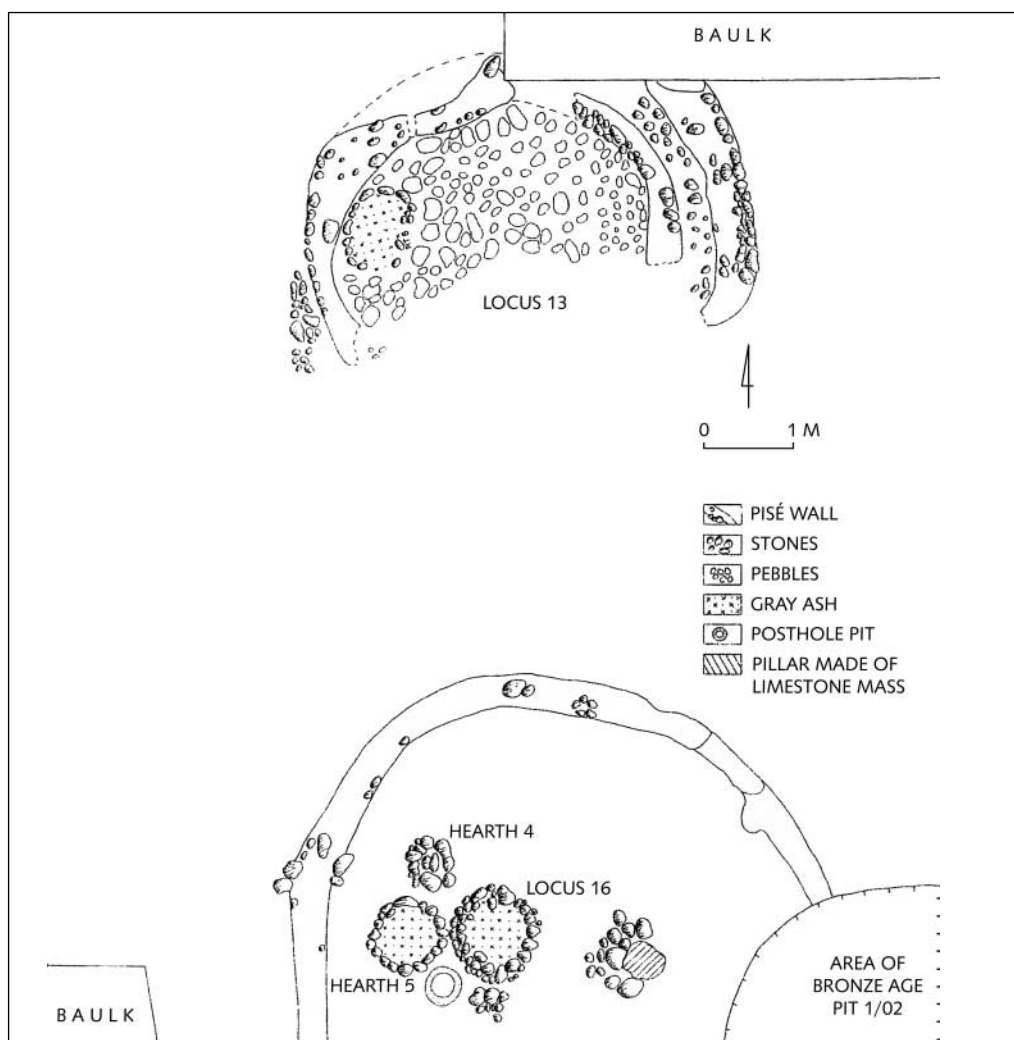 BAULK
LOCUS 13
0 1 M
PISÉ WALL
STONES
PEBBLES
GRAY ASH
POSTHOLE PIT
PILLAR MADE OF
LIMESTONE MASS
HEARTH 4
LOCUS 16
HEARTH 5
AREA OF
BRONZE AGE
PIT 1/02
BAULK